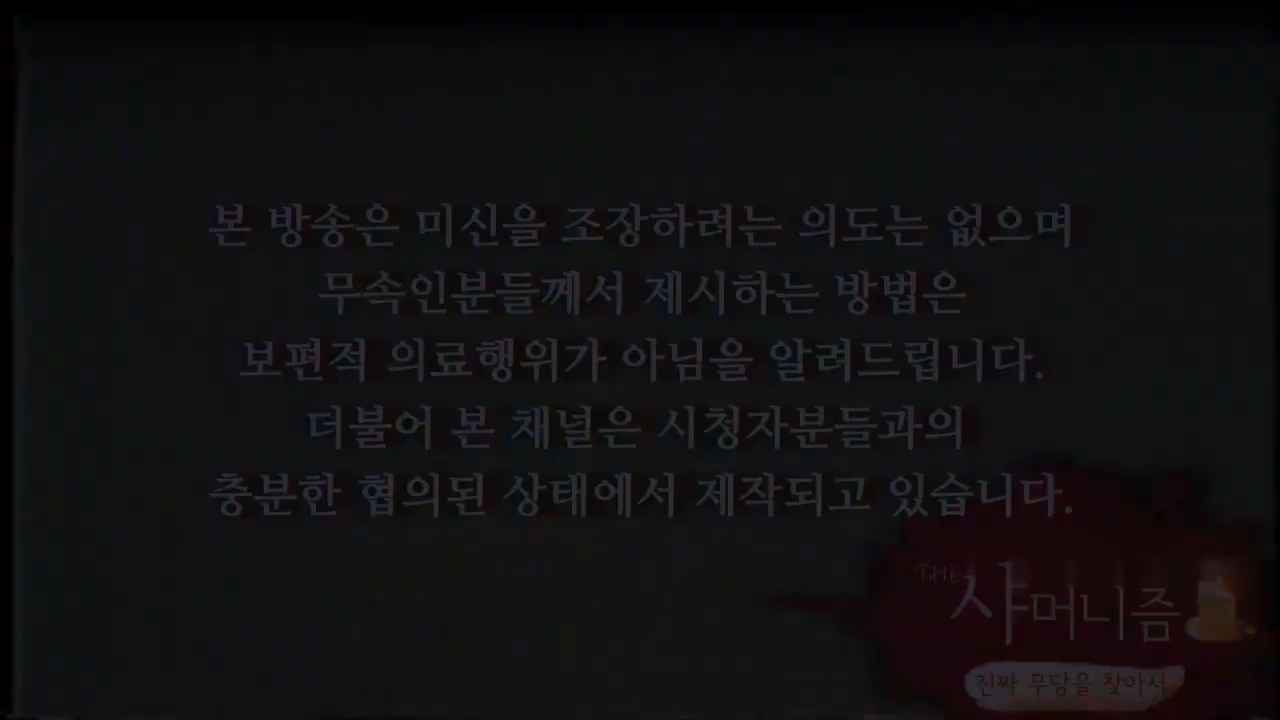 본 방송은 미신을 조장하려는 의도는 없으며
무속인분들께서 제시하는 방법은
보편적 의료행위가 아님을 알려드립니다.
더불어 본 채널은 시청자분들과의
충분한 협의된 상태에서 제작되고 있습니다.
THE 샤머니즘
진짜 무당을 찾아서